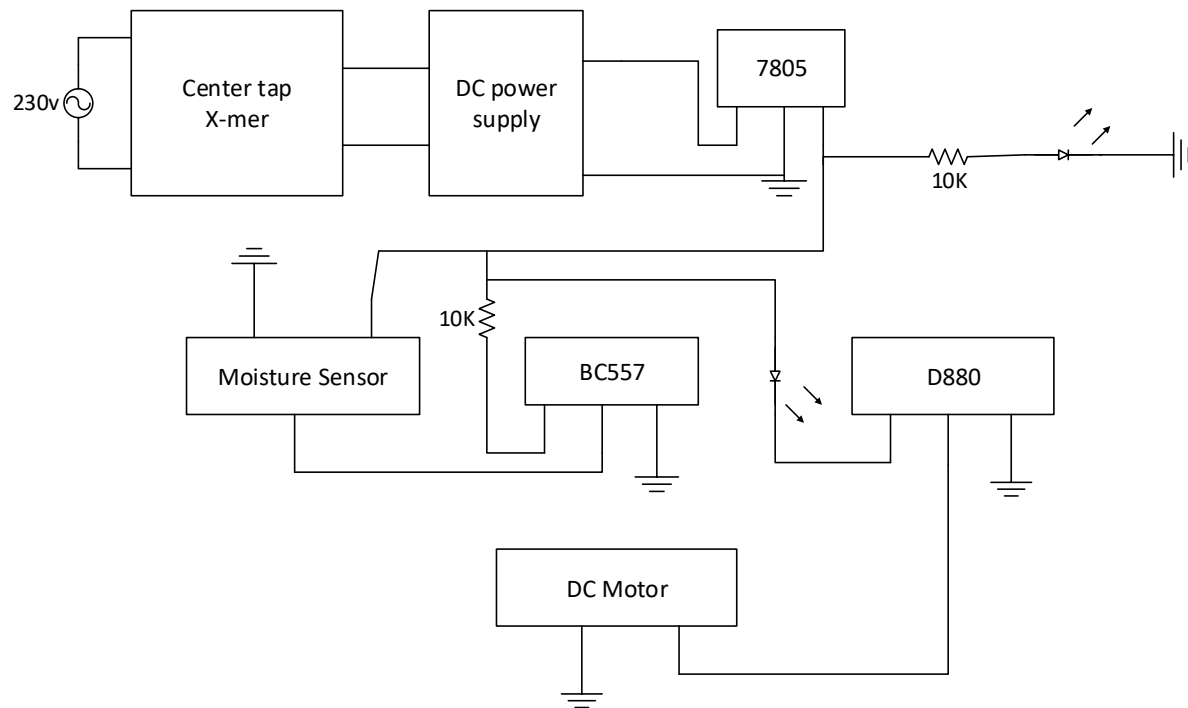 Center tap
X-mer
DC power
supply
7805
230v
10K
10K
Moisture Sensor
BC557
D880
DC Motor